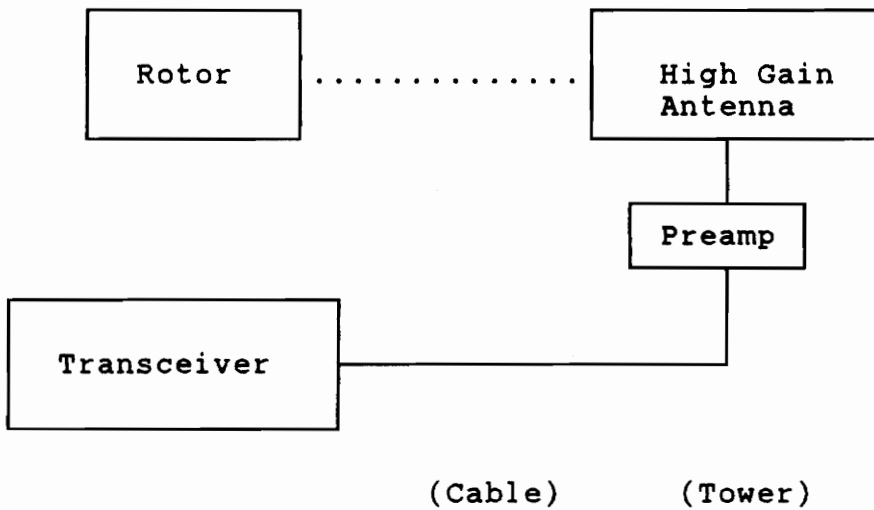 Rotor
High Gain
Antenna
Preamp
Transceiver
(Cable) (Tower)